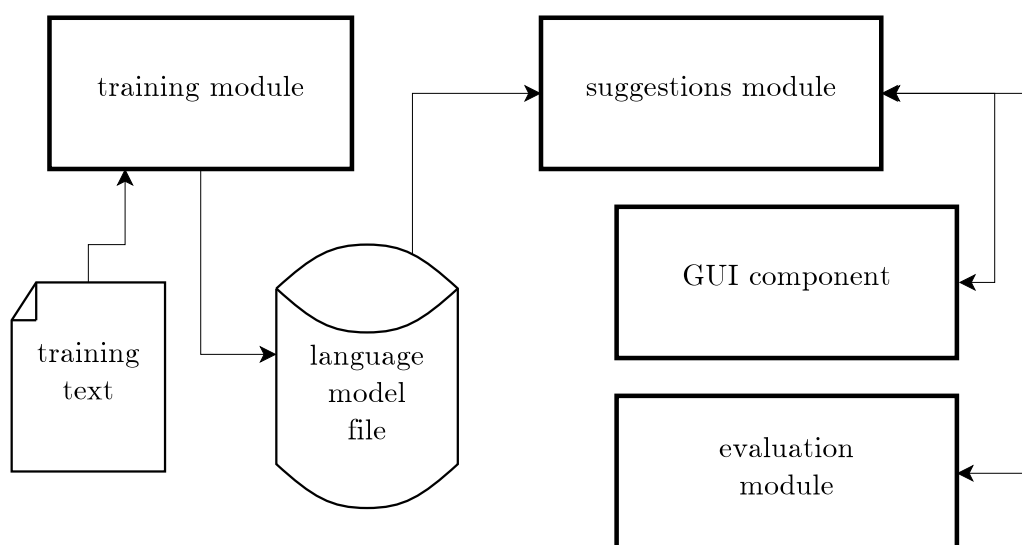 training module
suggestions module
GUI component
training
text
language
model
file
evaluation
module